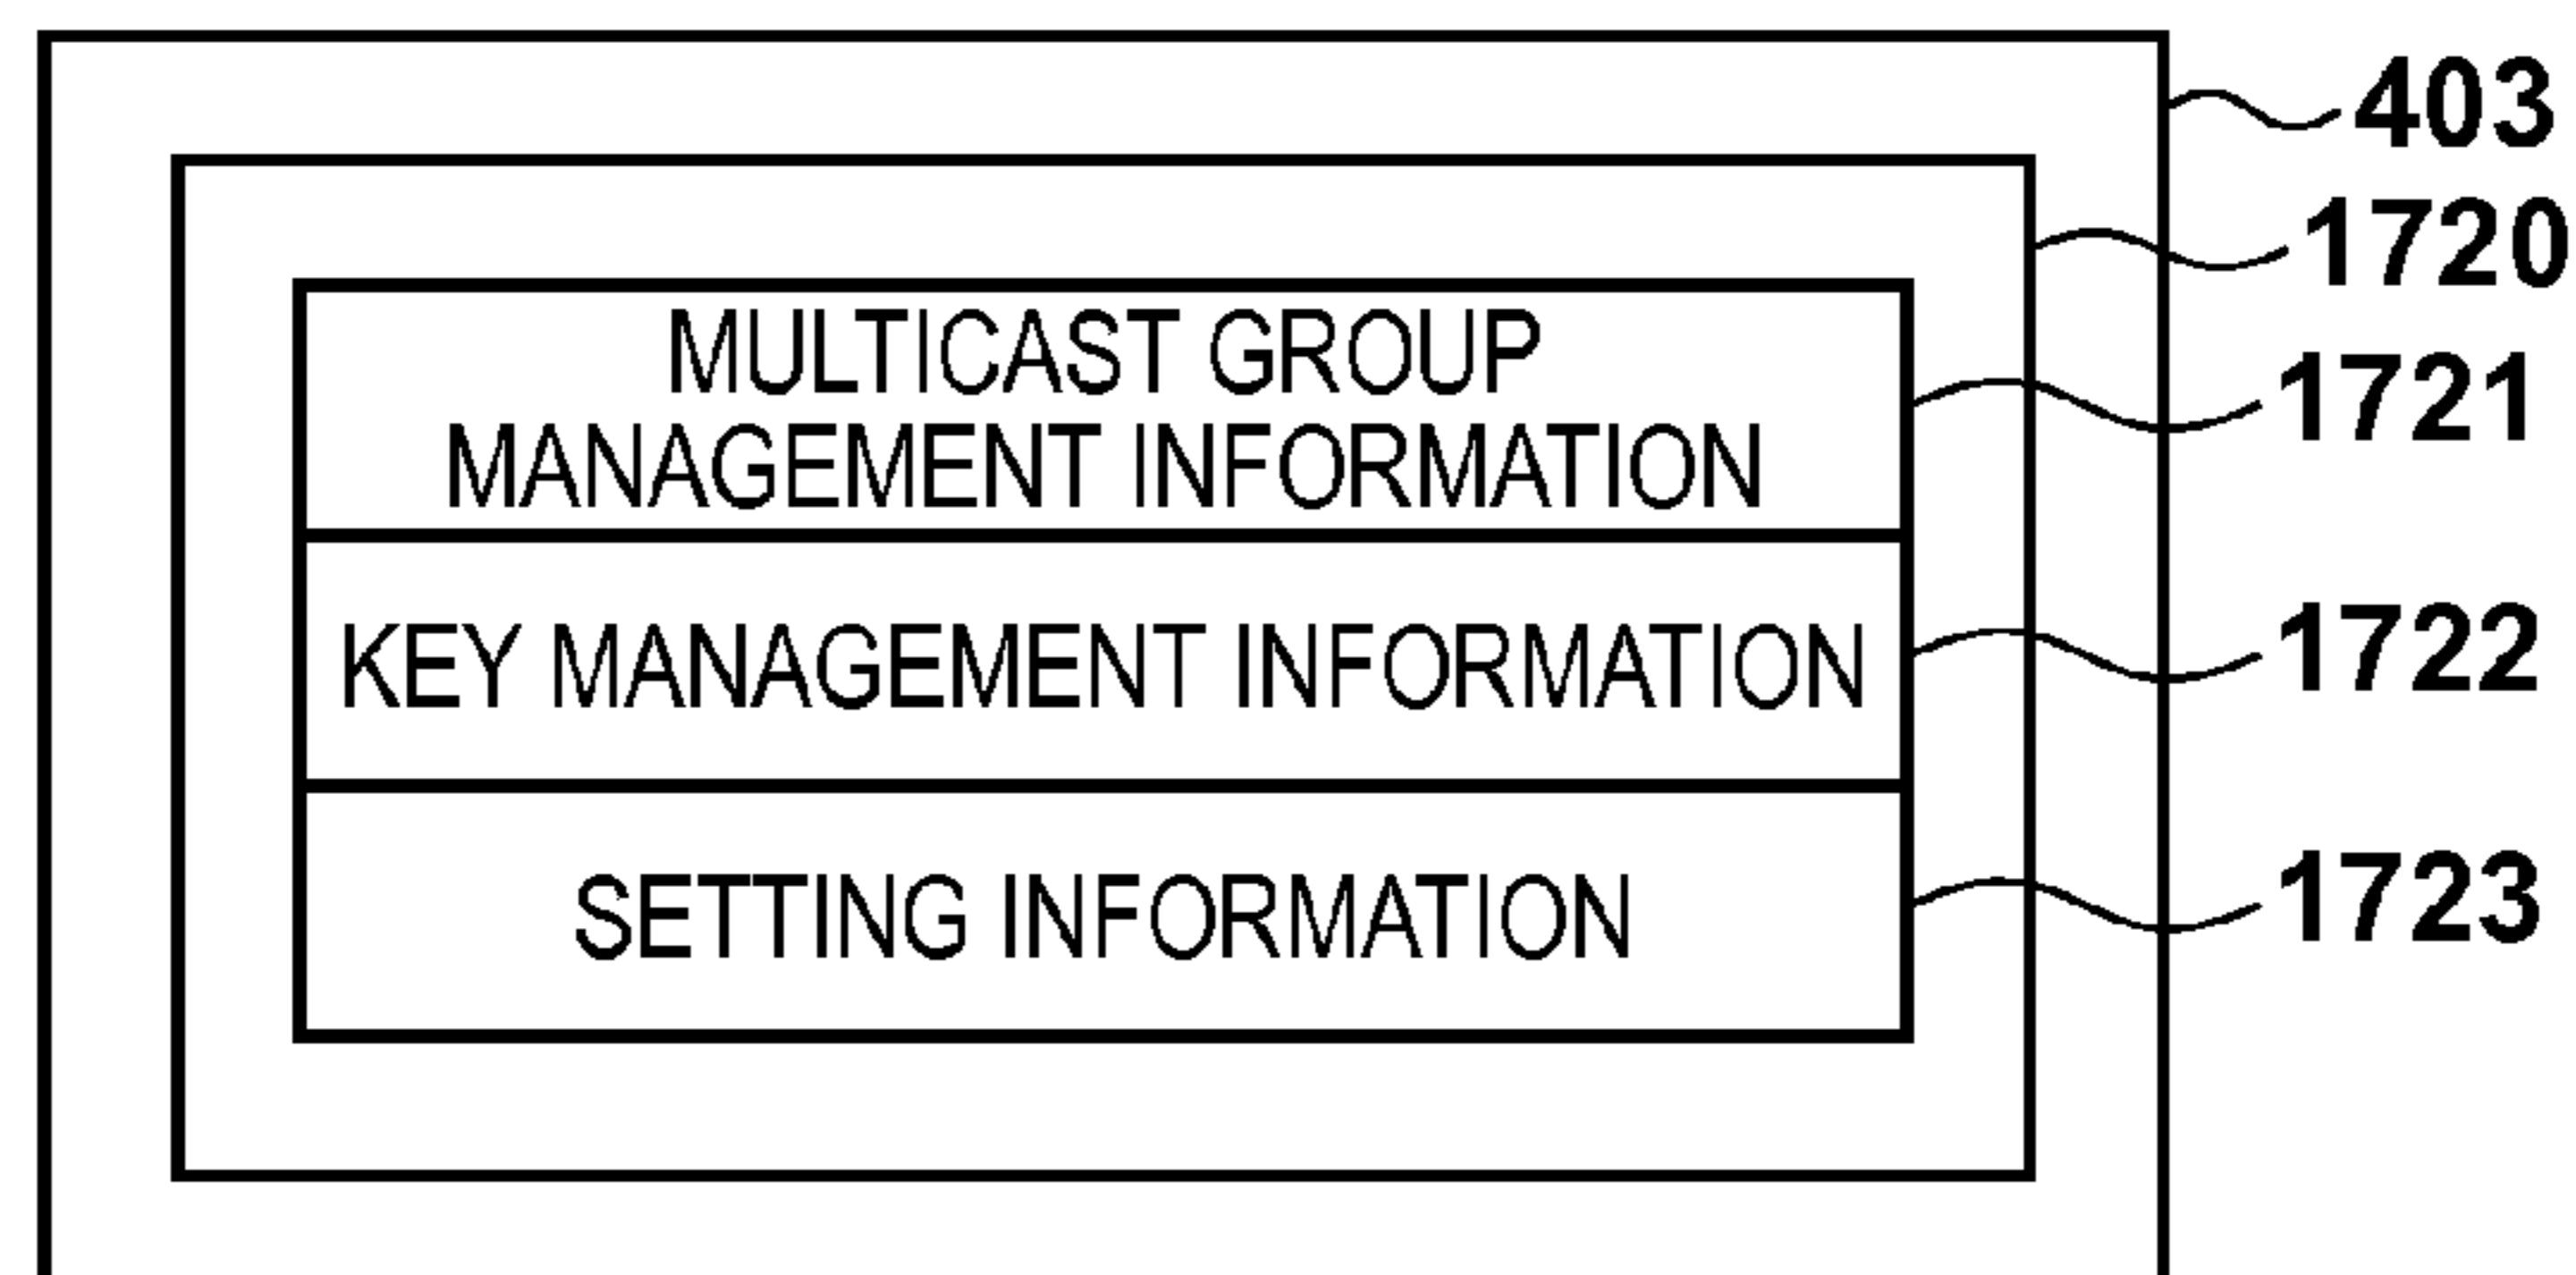 403
1720
MULTICAST GROUP
MANAGEMENT INFORMATION
1721
KEY MANAGEMENT INFORMATION
1722
SETTING INFORMATION
1723